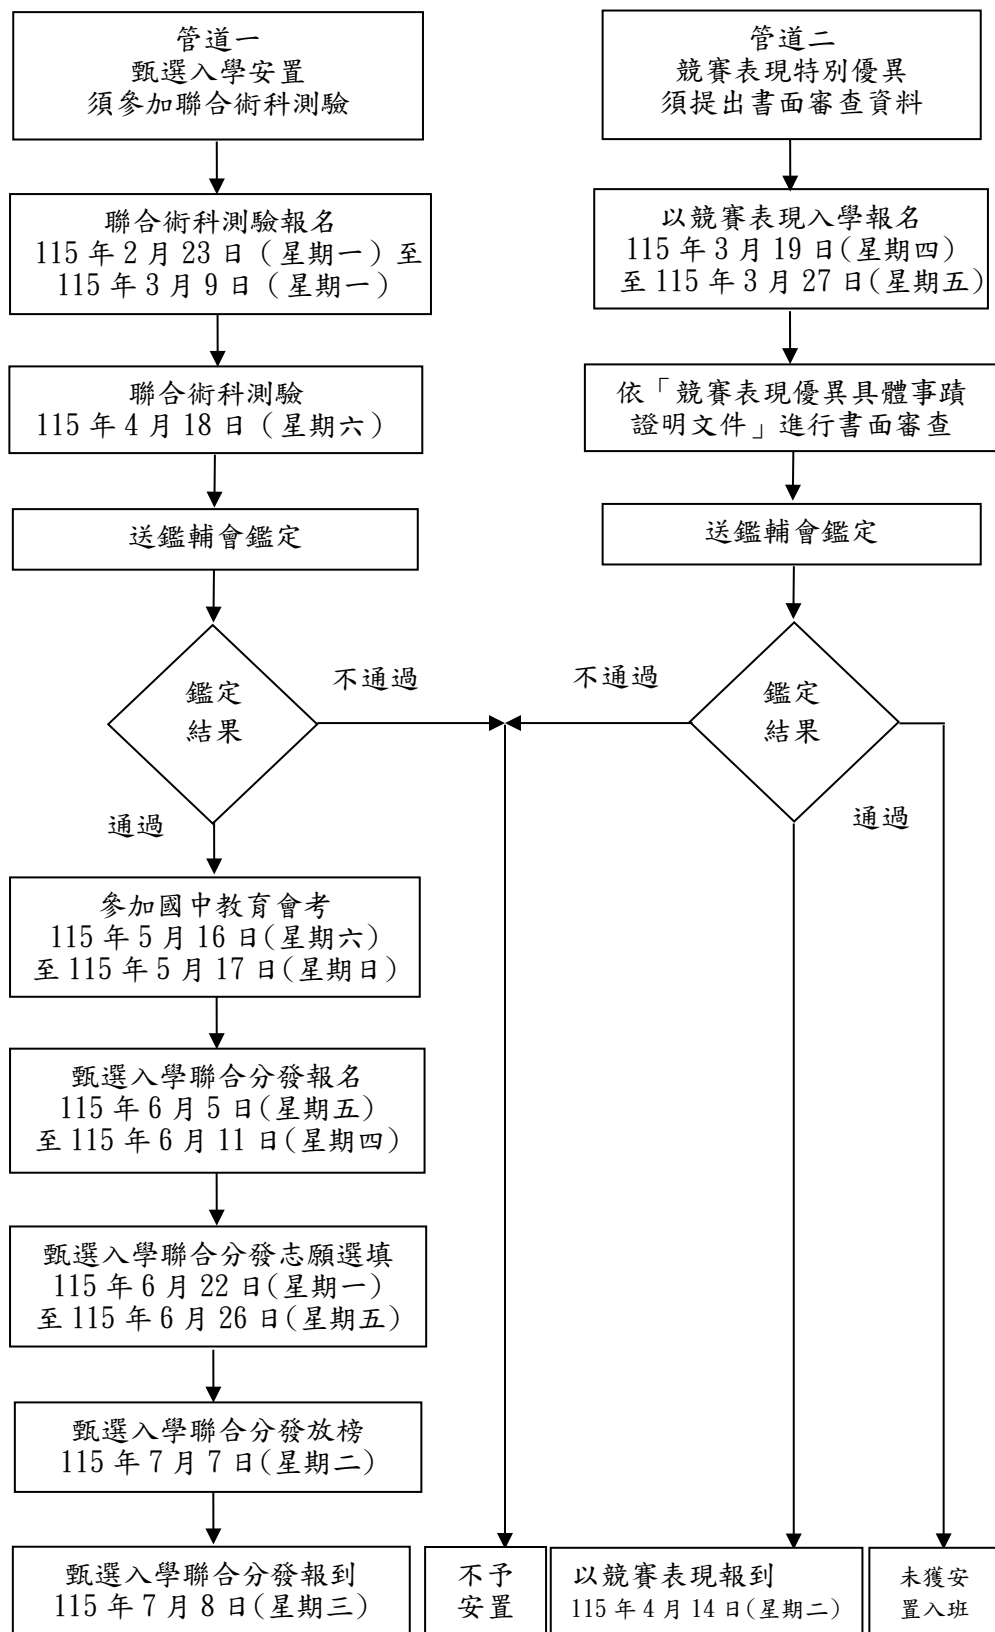 管道一
甄選入學安置
須參加聯合術科測驗
聯合術科測驗報名
115 年 2 月 23 日（星期一）至
115 年 3 月 9 日（星期一）
聯合術科測驗
115 年 4 月 18 日（星期六）
送鑑輔會鑑定
鑑定
結果
不通過
通過
參加國中教育會考
115 年 5 月 16 日(星期六)
至 115 年 5 月 17 日(星期日)
甄選入學聯合分發報名
115 年 6 月 5 日(星期五)
至 115 年 6 月 11 日(星期四)
甄選入學聯合分發志願選填
115 年 6 月 22 日(星期一)
至 115 年 6 月 26 日(星期五)
甄選入學聯合分發放榜
115 年 7 月 7 日(星期二)
甄選入學聯合分發報到
115 年 7 月 8 日(星期三)
管道二
競賽表現特別優異
須提出書面審查資料
以競賽表現入學報名
115 年 3 月 19 日(星期四)
至 115 年 3 月 27 日(星期五)
依「競賽表現優異具體事蹟
證明文件」進行書面審查
送鑑輔會鑑定
鑑定
結果
不通過
通過
不予
安置
以競賽表現報到
115 年 4 月 14 日(星期二)
未獲安
置入班